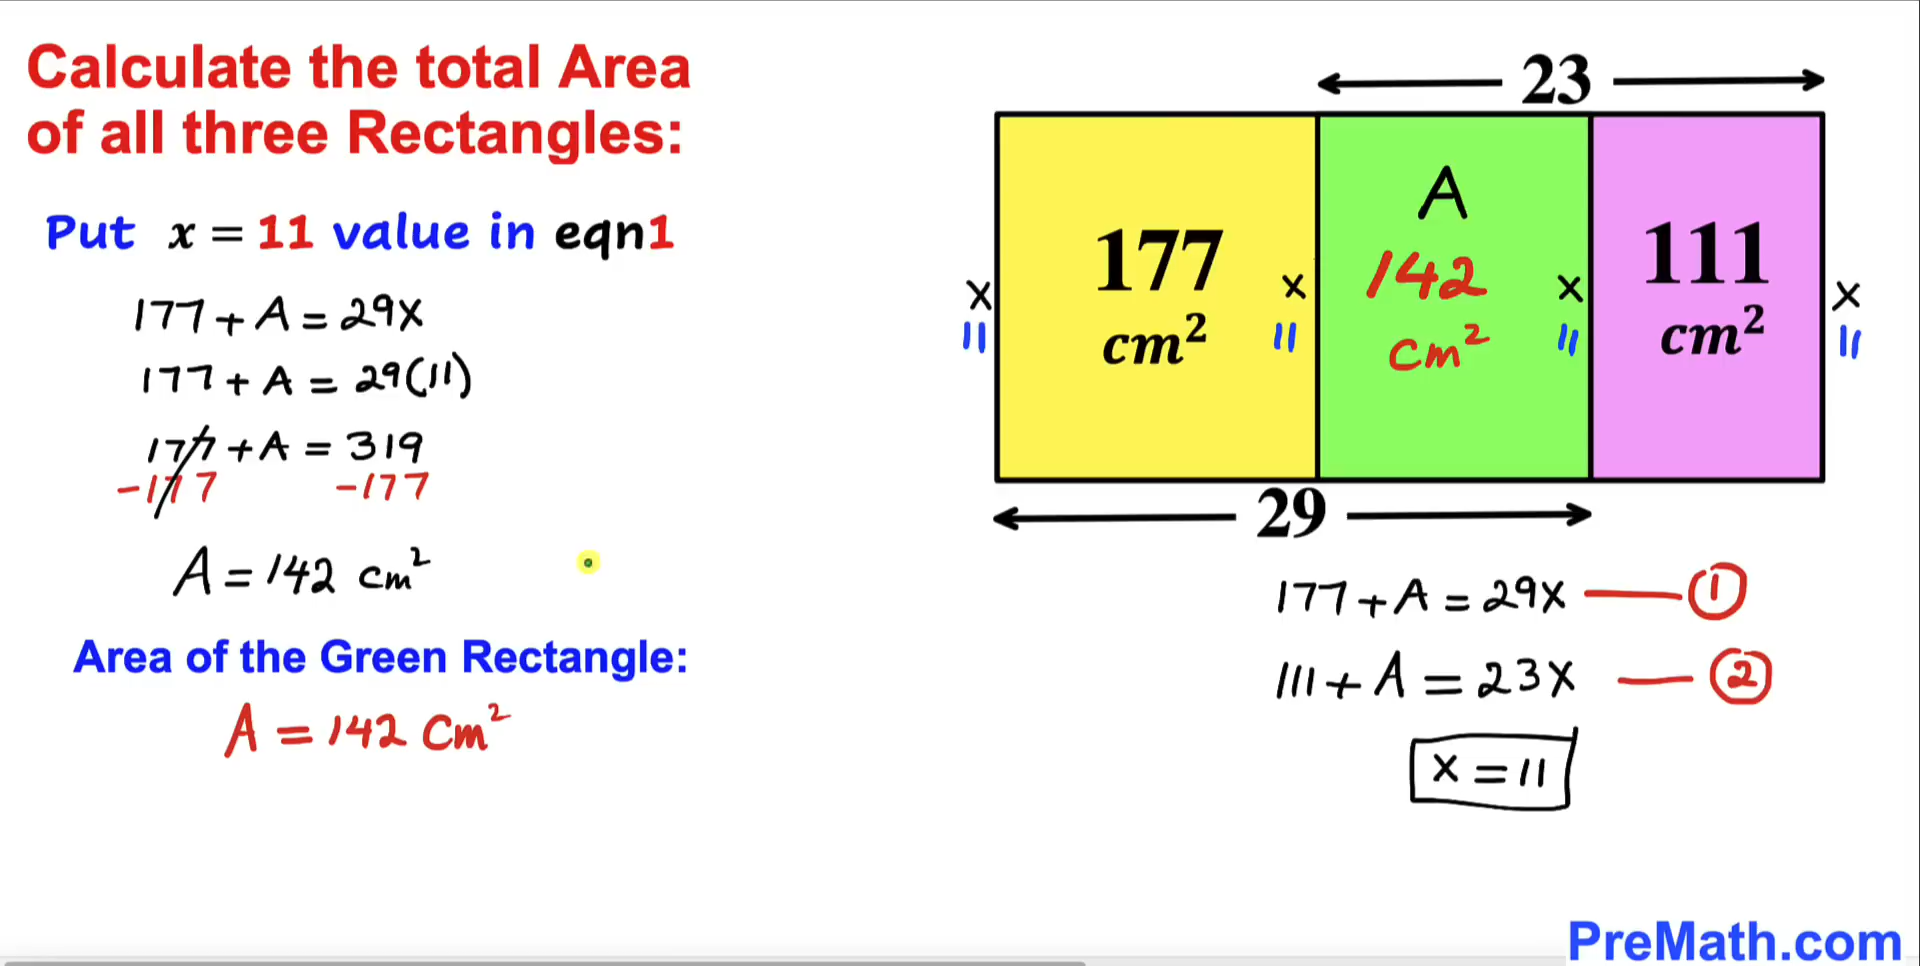 Calculate the total Area
of all three Rectangles:
Put x = 11 value in eqn1
177 + A = 29x
177 + A = 29(11)
177 + A = 319
-177 -177
A = 142 cm²
Area of the Green Rectangle:
A = 142 cm²
23
A
177 142 111
x x x x
11 11 11 11
cm² cm² cm²
29
177 + A = 29x — 1
111 + A = 23x — 2
x = 11
PreMath.com